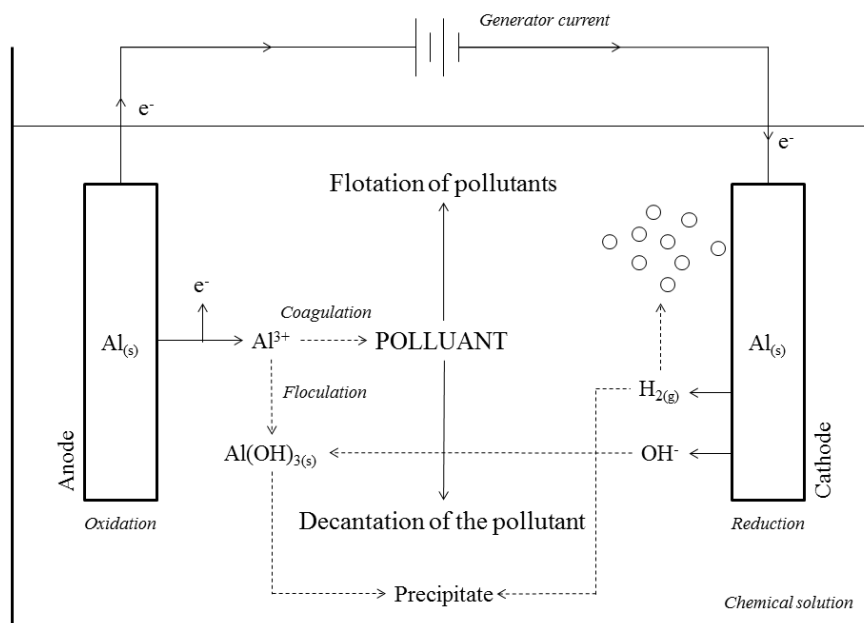 Generator current
e-
e-
Flotation of pollutants
e-
Coagulation
Al(s)
Al3+
POLLUANT
Al(s)
Floculation
H2(g)
Al(OH)3(s)
OH-
Anode
Cathode
Oxidation
Decantation of the pollutant
Reduction
Precipitate
Chemical solution